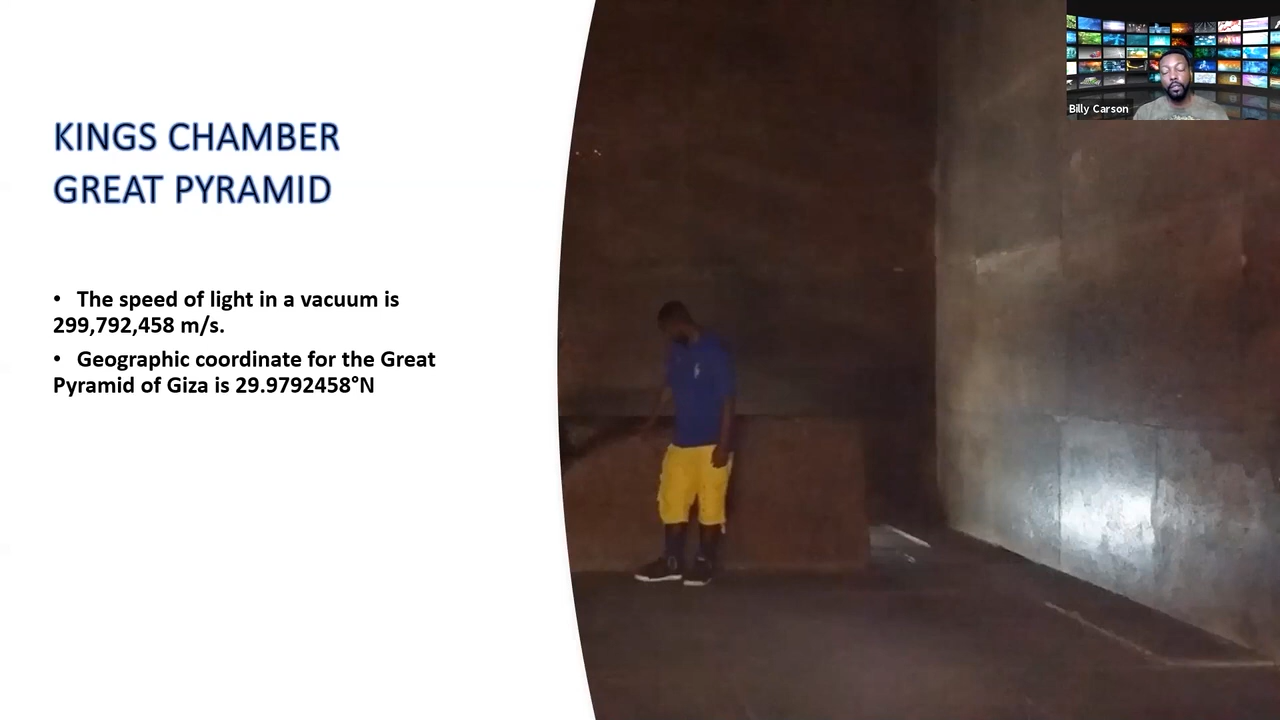 Billy Carson
KINGS CHAMBER
GREAT PYRAMID
• The speed of light in a vacuum is
299,792,458 m/s.
• Geographic coordinate for the Great
Pyramid of Giza is 29.9792458°N